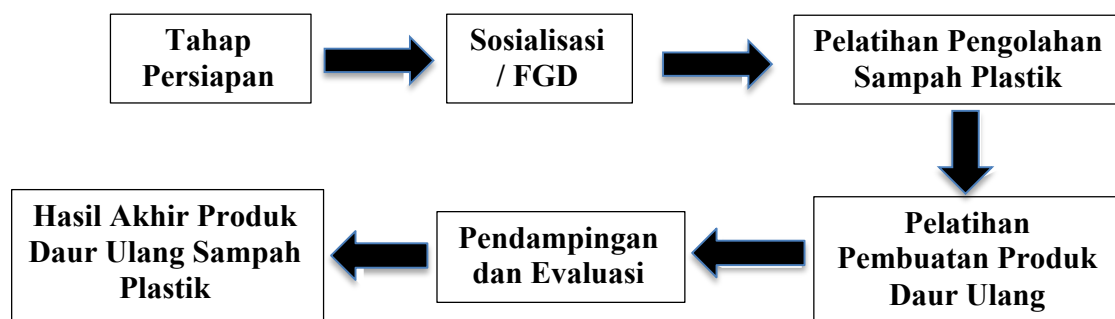 Tahap
Persiapan
Sosialisasi
/ FGD
Pelatihan Pengolahan
Sampah Plastik
Pelatihan
Pembuatan Produk
Daur Ulang
Pendampingan
dan Evaluasi
Hasil Akhir Produk
Daur Ulang Sampah
Plastik